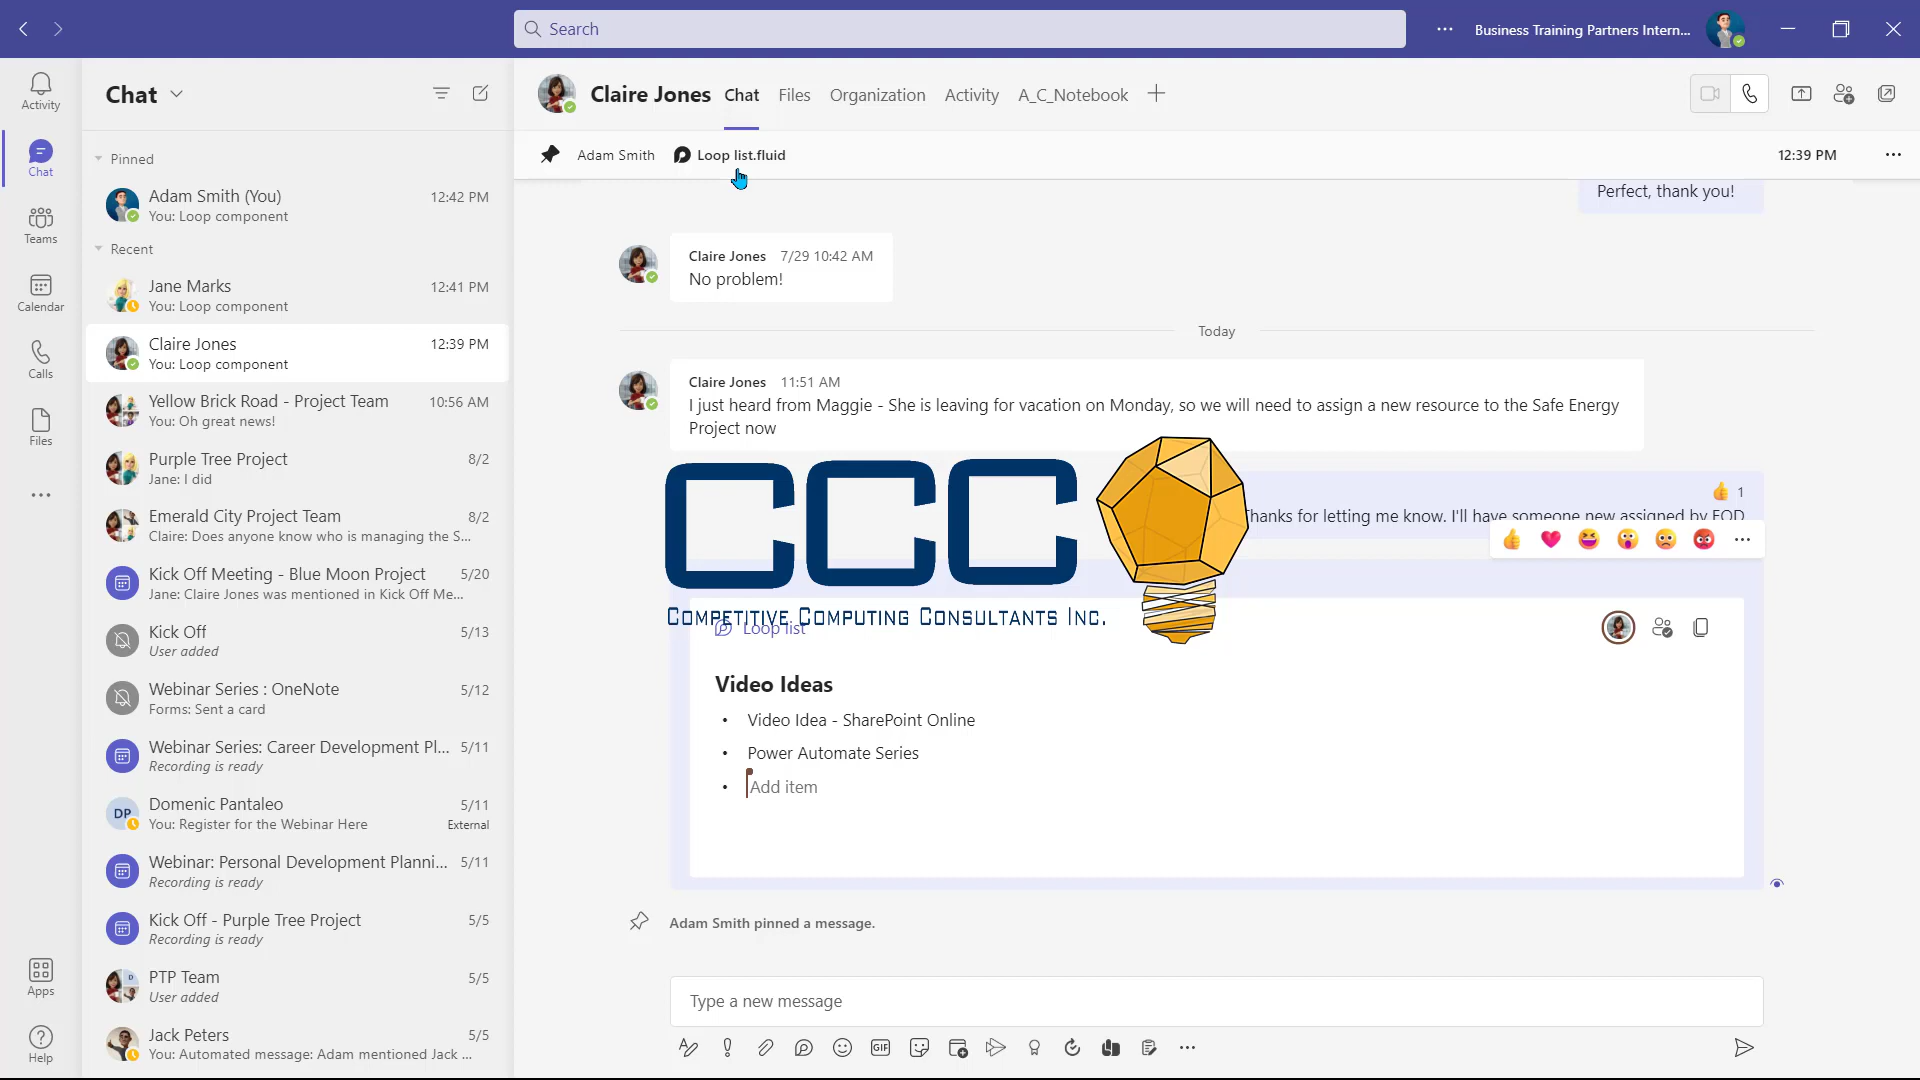 Search
Business Training Partners Intern...
Activity
Chat
Teams
Calendar
Calls
Files
Apps
Help
Chat
Pinned
Adam Smith (You) 12:42 PM
You: Loop component
Recent
Jane Marks 12:41 PM
You: Loop component
Claire Jones 12:39 PM
You: Loop component
Yellow Brick Road - Project Team 10:56 AM
You: Oh great news!
Purple Tree Project 8/2
Jane: I did
Emerald City Project Team 8/2
Claire: Does anyone know who is managing the S...
Kick Off Meeting - Blue Moon Project 5/20
Jane: Claire Jones was mentioned in Kick Off Me...
Kick Off 5/13
User added
Webinar Series : OneNote 5/12
Forms: Sent a card
Webinar Series: Career Development Pl... 5/11
Recording is ready
DP
Domenic Pantaleo 5/11
You: Register for the Webinar Here External
Webinar: Personal Development Planni... 5/11
Recording is ready
Kick Off - Purple Tree Project 5/5
Recording is ready
PTP Team 5/5
User added
Jack Peters 5/5
You: Automated message: Adam mentioned Jack ...
Claire Jones Chat Files Organization Activity A_C_Notebook
Adam Smith Loop list.fluid 12:39 PM
Perfect, thank you!
Claire Jones 7/29 10:42 AM
No problem!
Today
Claire Jones 11:51 AM
I just heard from Maggie - She is leaving for vacation on Monday, so we will need to assign a new resource to the Safe Energy
Project now
1
Thanks for letting me know. I'll have someone new assigned by EOD
CCC
Competitive Computing Consultants Inc.
Loop list
Video Ideas
• Video Idea - SharePoint Online
• Power Automate Series
• Add item
Adam Smith pinned a message.
Type a new message
GIF